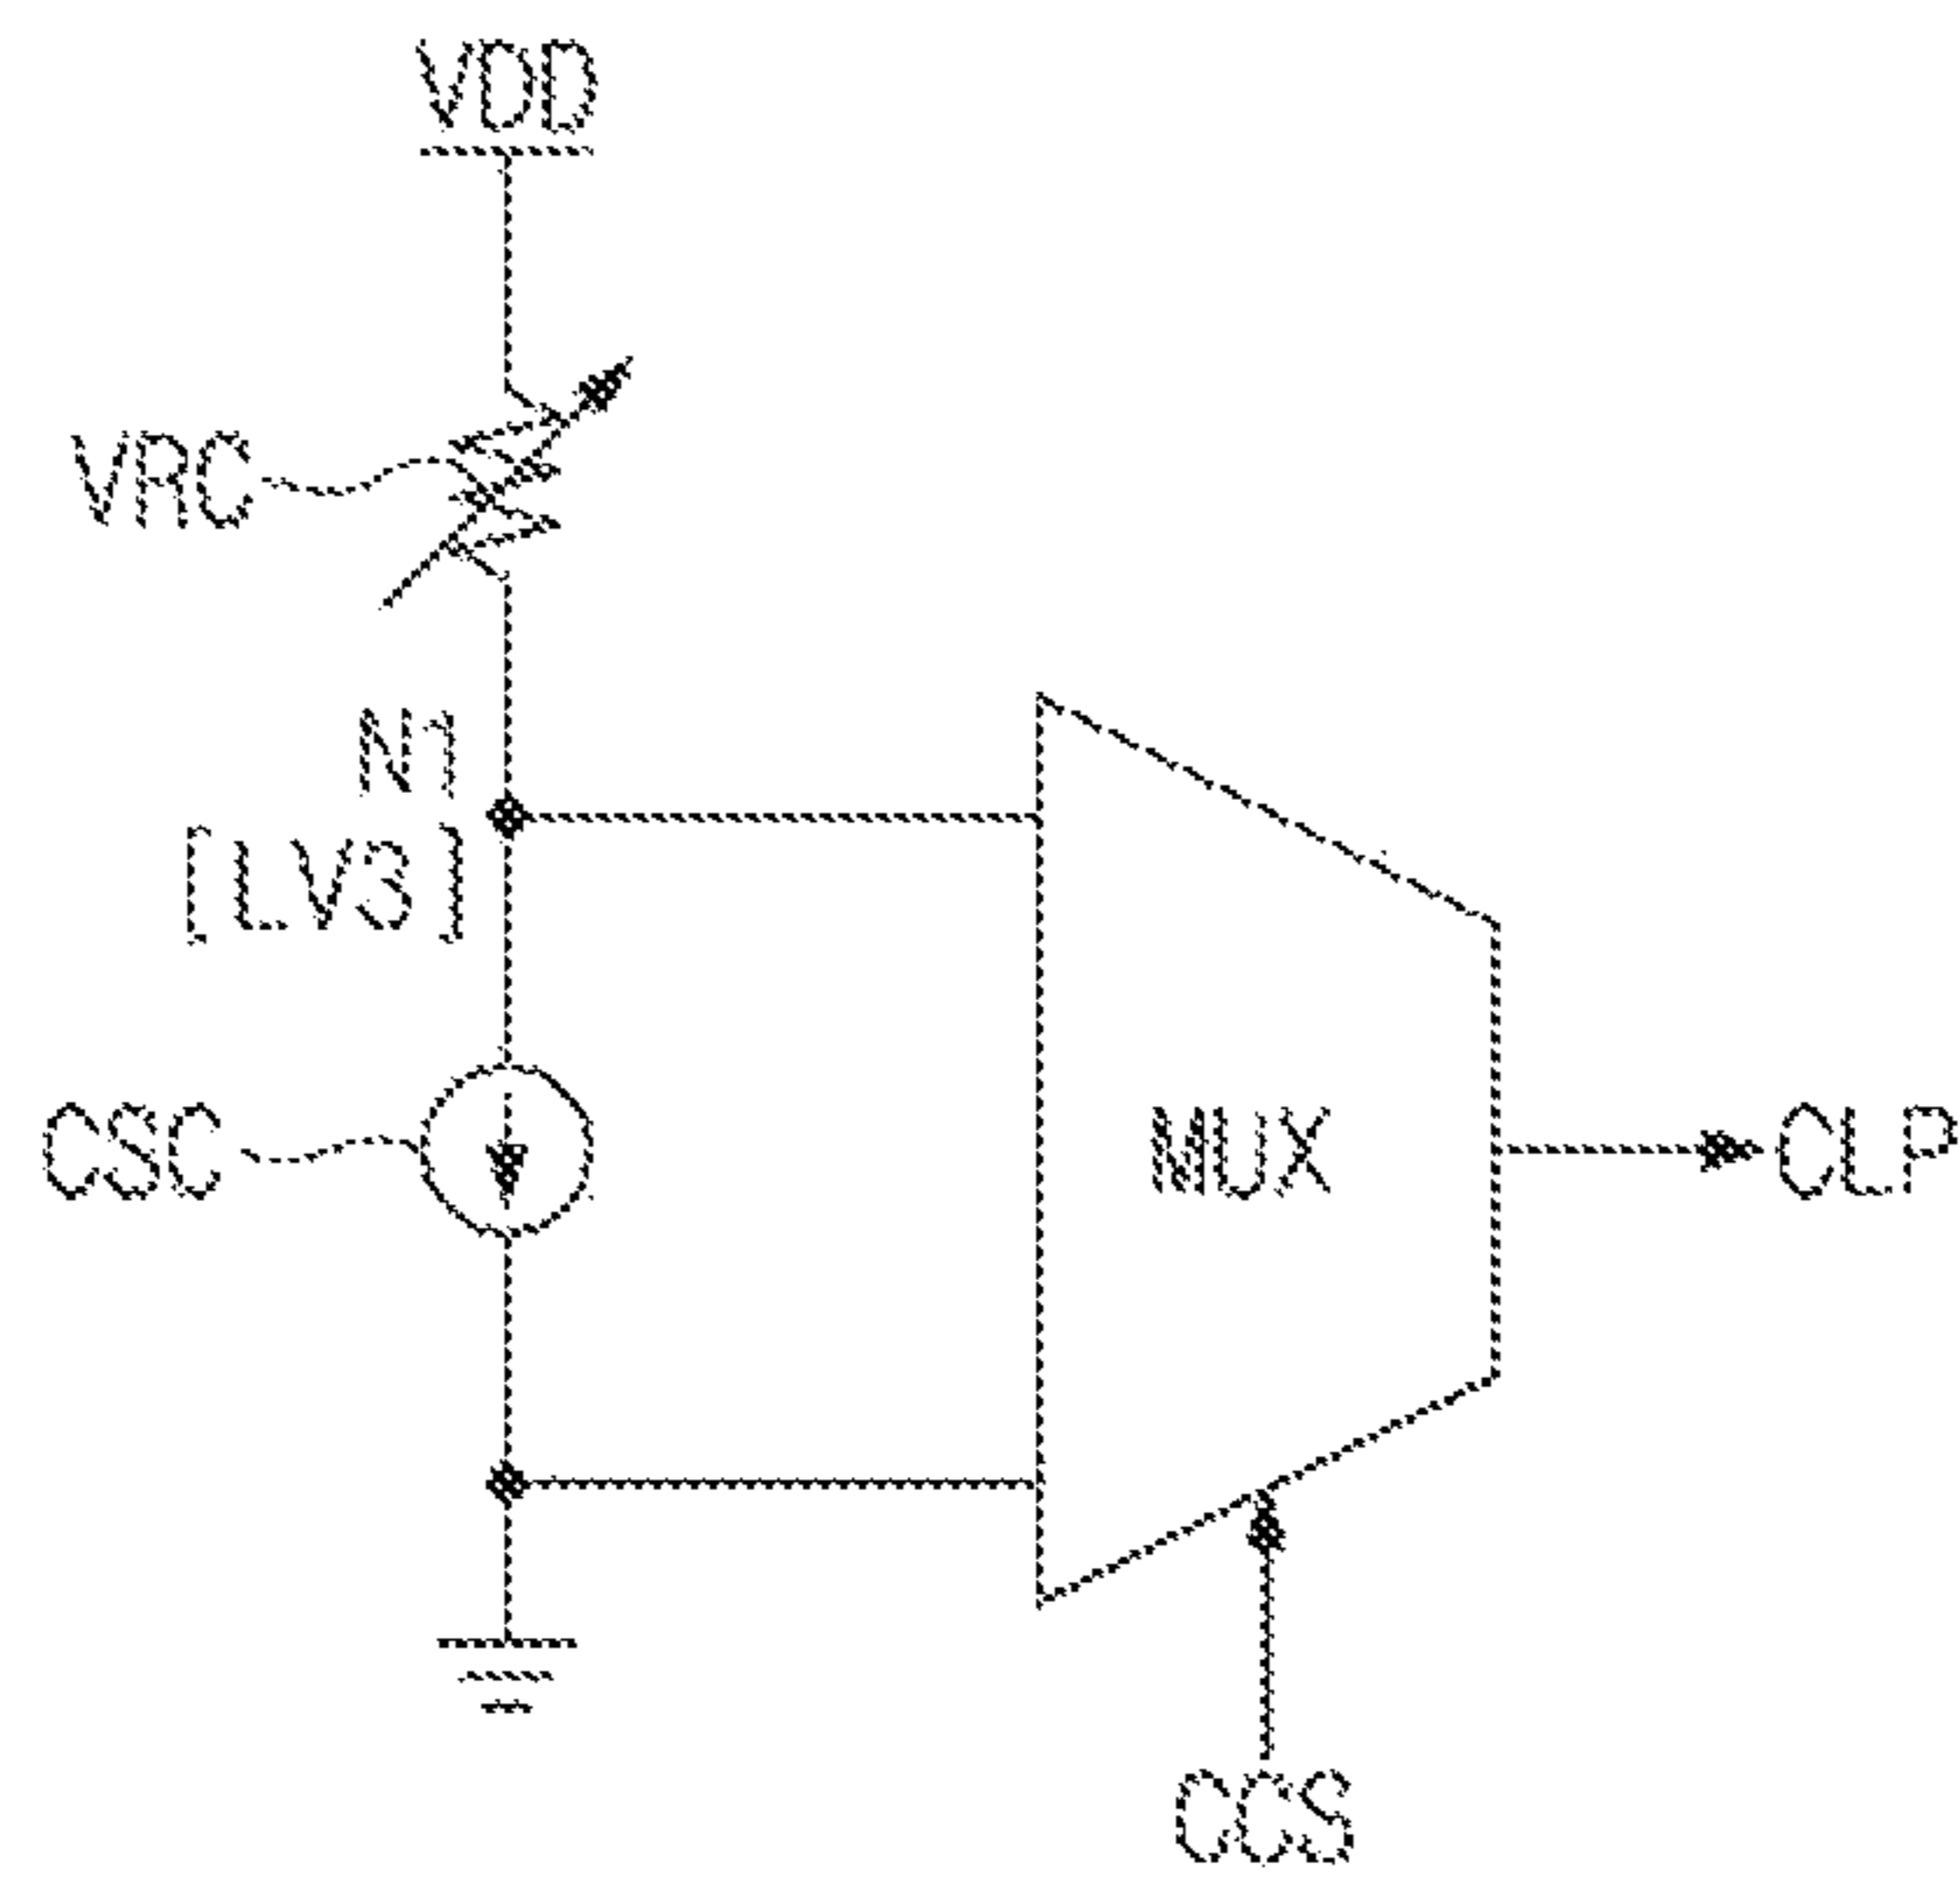 VDD
VRC
N1
[LV3]
CSC
MUX
CLP
CCS